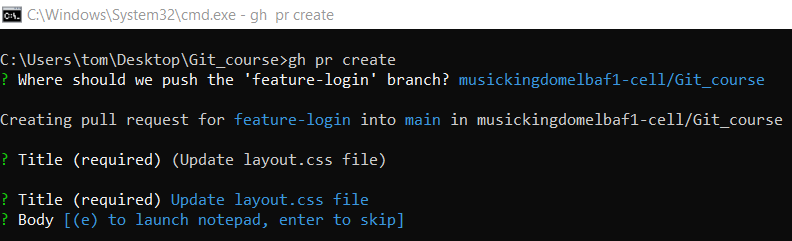 C:\Windows\System32\cmd.exe - gh  pr create
C:\Users\tom\Desktop\Git_course>gh pr create
? Where should we push the 'feature-login' branch? musickingdomelbaf1-cell/Git_course
Creating pull request for feature-login into main in musickingdomelbaf1-cell/Git_course
? Title (required) (Update layout.css file)
? Title (required) Update layout.css file
? Body [(e) to launch notepad, enter to skip]